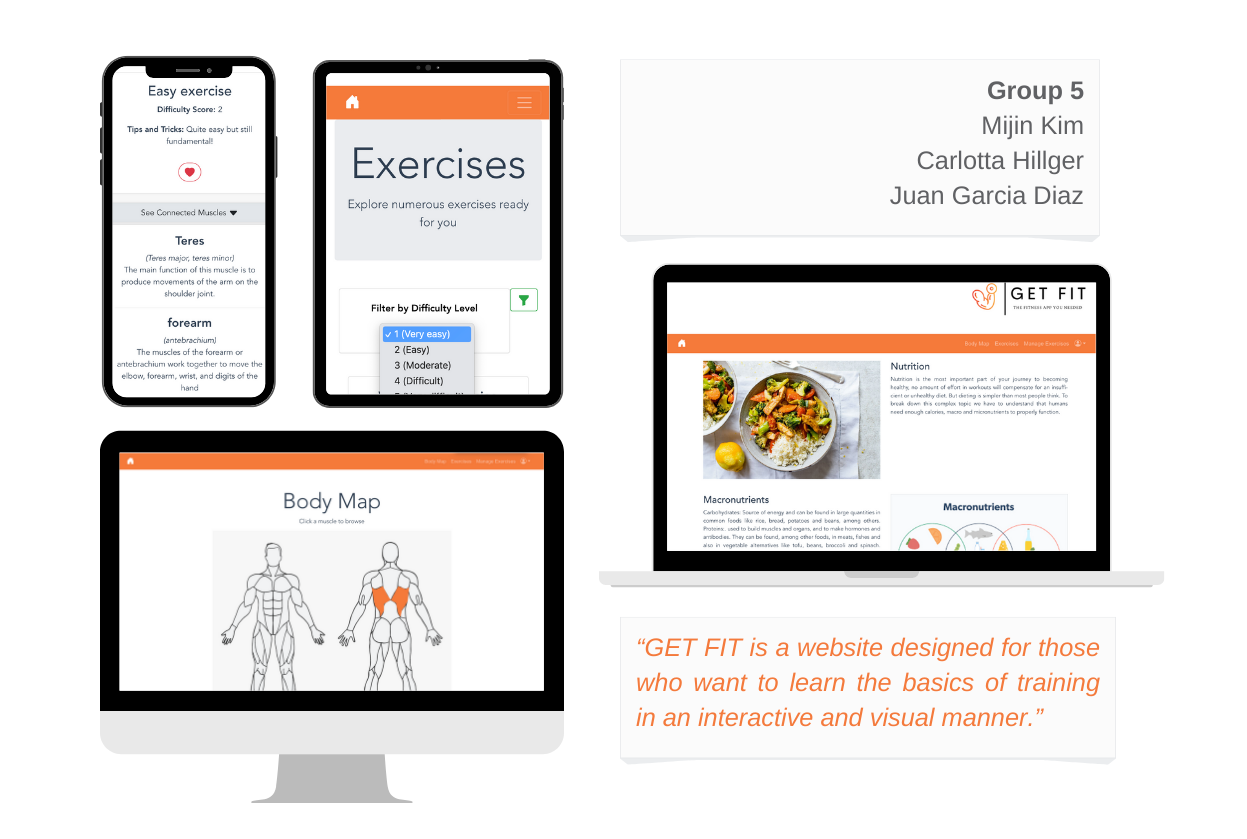 Easy exercise
Difficulty Score: 2
Tips and Tricks: Quite easy but still
fundamental!
See Connected Muscles
Teres
(Teres major, teres minor)
The main function of this muscle is to
produce movements of the arm on the
shoulder joint.
forearm
(antebrachium)
The muscles of the forearm or
antebrachium work together to move the
elbow, forearm, wrist, and digits of the
hand
Exercises
Explore numerous exercises ready
for you
Filter by Difficulty Level
✓ 1 (Very easy)
2 (Easy)
3 (Moderate)
4 (Difficult)
Group 5
Mijin Kim
Carlotta Hillger
Juan Garcia Diaz
GET FIT
THE FITNESS APP YOU NEEDED
Body Map Exercises Manage Exercises
Nutrition
Nutrition is the most important part of your journey to becoming
healthy, no amount of effort in workouts will compensate for an insuffi-
cient or unhealthy diet. But dieting is simpler than most people think. To
break down this complex topic we have to understand that humans
need enough calories, macro and micronutrients to properly function.
Macronutrients
Carbohydrates: Source of energy and can be found in large quantities in
common foods like rice, bread, potatoes and beans, among others.
Proteins: used to build muscles and organs, and to make hormones and
antibodies. They can be found, among other foods, in meats, fishes and
also in vegetable alternatives like tofu, beans, broccoli and spinach.
Macronutrients
Body Map Exercises Manage Exercises
Body Map
Click a muscle to browse
“GET FIT is a website designed for those
who want to learn the basics of training
in an interactive and visual manner.”